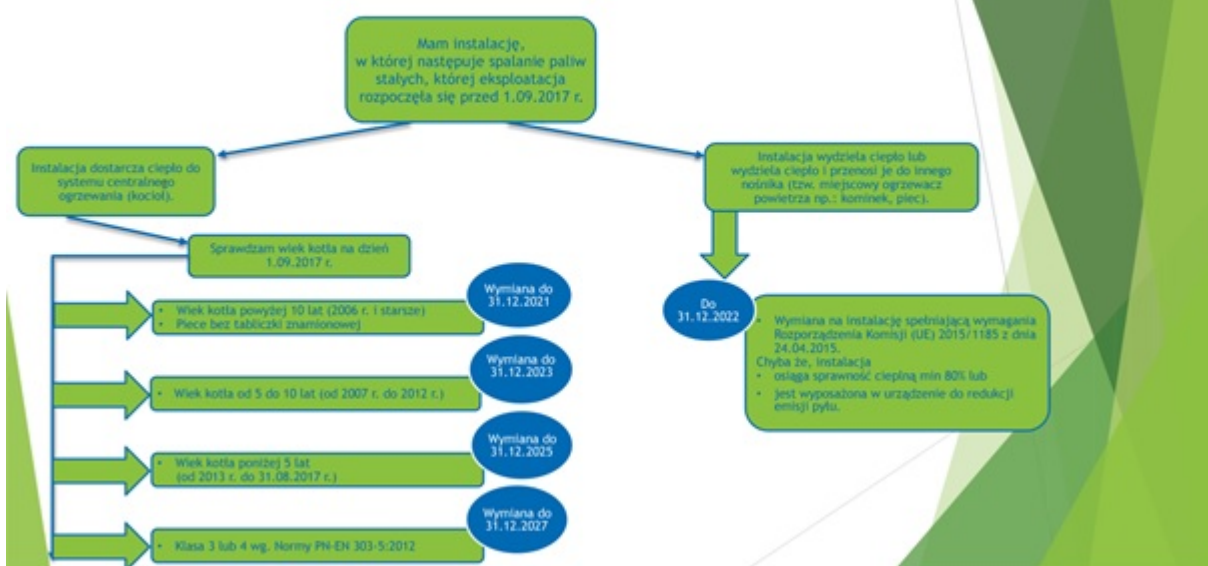 Mam instalację,
w której następuje spalanie paliw
stałych, której eksploatacja
rozpoczęła się przed 1.09.2017 r.
Instalacja dostarcza ciepło do
systemu centralnego
ogrzewania (kocioł).
Sprawdzam wiek kotła na dzień
1.09.2017 r.
Wymiana do
31.12.2021
• Wiek kotła powyżej 10 lat (2006 r. i starsze)
• Piece bez tabliczki znamionowej
Wymiana do
31.12.2023
• Wiek kotła od 5 do 10 lat (od 2007 r. do 2012 r.)
Wymiana do
31.12.2025
• Wiek kotła poniżej 5 lat
(od 2013 r. do 31.08.2017 r.)
Wymiana do
31.12.2027
• Klasa 3 lub 4 wg. Normy PN-EN 303-5:2012
Instalacja wydziela ciepło lub
wydziela ciepło i przenosi je do innego
nośnika (tzw. miejscowy ogrzewacz
powietrza np.: kominek, piec).
Do
31.12.2022
• Wymiana na instalację spełniającą wymagania
Rozporządzenia Komisji (UE) 2015/1185 z dnia
24.04.2015.
Chyba że, instalacja
• osiąga sprawność cieplną min 80% lub
• jest wyposażona w urządzenie do redukcji
emisji pyłu.